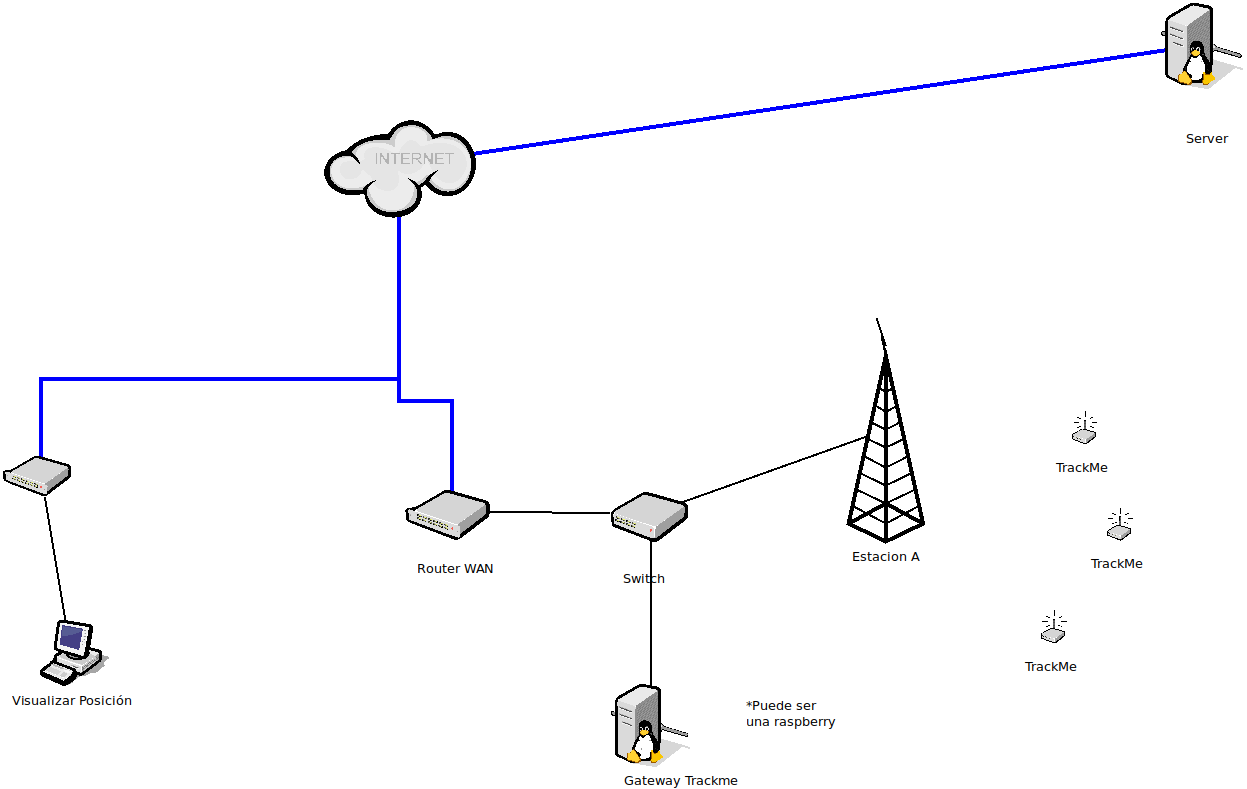 Server
INTERNET
TrackMe
Estacion A
TrackMe
Router WAN
Switch
TrackMe
Visualizar Posición
*Puede ser
una raspberry
Gateway Trackme